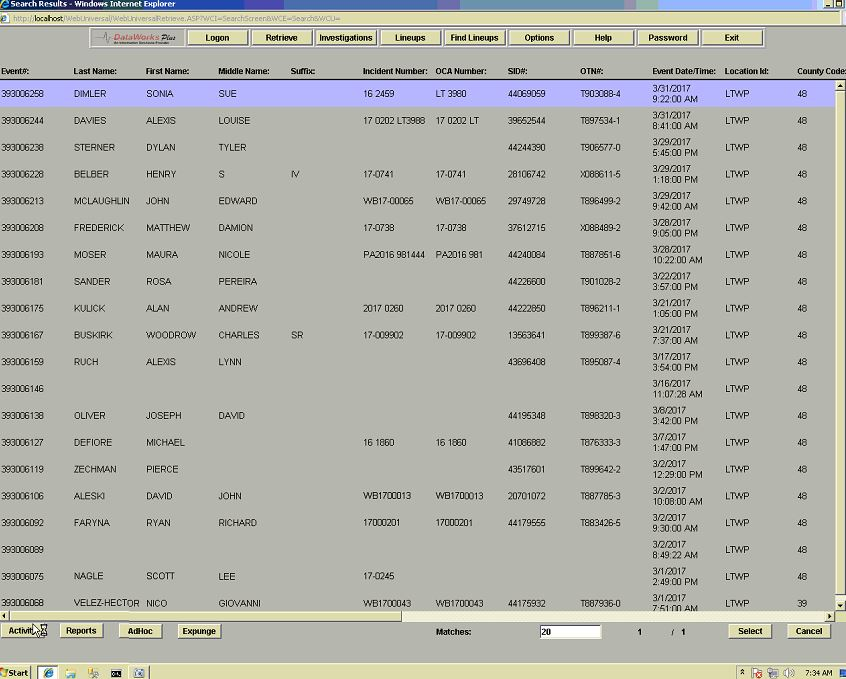 Search Results - Windows Internet Explorer
http://localhost/WebUniversal/WebUniversalRetrieve.ASP?WCI=SearchScreen&WCE=Search&WCU=
DataWorks Plus Logon Retrieve Investigations Lineups Find Lineups Options Help Password Exit
Event#: Last Name: First Name: Middle Name: Suffix: Incident Number: OCA Number: SID#: OTN#: Event Date/Time: Location Id: County Code:
393006258 DIMLER SONIA SUE 16 2459 LT 3980 44069059 T903088-4 3/31/2017 9:22:00 AM LTWP 48
393006244 DAVIES ALEXIS LOUISE 17 0202 LT3988 17 0202 LT 39652544 T897534-1 3/31/2017 8:41:00 AM LTWP 48
393006238 STERNER DYLAN TYLER 44244390 T906577-0 3/29/2017 5:45:00 PM LTWP 48
393006228 BELBER HENRY S IV 17-0741 17-0741 28106742 X088611-5 3/29/2017 1:18:00 PM LTWP 48
393006213 MCLAUGHLIN JOHN EDWARD WB17-00065 WB17-00065 29749728 T896499-2 3/29/2017 9:42:00 AM LTWP 48
393006208 FREDERICK MATTHEW DAMION 17-0738 17-0738 37612715 X088489-2 3/28/2017 9:05:00 PM LTWP 48
393006193 MOSER MAURA NICOLE PA2016 981444 PA2016 981 44240084 T887851-6 3/28/2017 10:22:00 AM LTWP 48
393006181 SANDER ROSA PEREIRA 44226600 T901028-2 3/22/2017 3:57:00 PM LTWP 48
393006175 KULICK ALAN ANDREW 2017 0260 2017 0260 44222850 T896211-1 3/21/2017 1:05:00 PM LTWP 48
393006167 BUSKIRK WOODROW CHARLES SR 17-009902 17-009902 13563641 T899387-6 3/21/2017 7:37:00 AM LTWP 48
393006159 RUCH ALEXIS LYNN 43696408 T895087-4 3/17/2017 3:54:00 PM LTWP 48
393006146 3/16/2017 11:07:28 AM LTWP 48
393006138 OLIVER JOSEPH DAVID 44195348 T898320-3 3/8/2017 3:42:00 PM LTWP 48
393006127 DEFIORE MICHAEL 16 1860 16 1860 41086882 T876333-3 3/7/2017 1:47:00 PM LTWP 48
393006119 ZECHMAN PIERCE 43517601 T899642-2 3/2/2017 12:29:00 PM LTWP 48
393006106 ALESKI DAVID JOHN WB1700013 WB1700013 20701072 T887785-3 3/2/2017 10:08:00 AM LTWP 48
393006092 FARYNA RYAN RICHARD 17000201 17000201 44179555 T883426-5 3/2/2017 9:30:00 AM LTWP 48
393006089 3/2/2017 8:49:22 AM LTWP 48
393006075 NAGLE SCOTT LEE 17-0245 3/1/2017 2:49:00 PM LTWP 48
393006068 VELEZ-HECTOR NICO GIOVANNI WB1700043 WB1700043 44175932 T887936-0 3/1/2017 7:51:00 AM LTWP 39
Reports AdHoc Expunge Matches: 20 1 / 1 Select Cancel
Start 7:34 AM